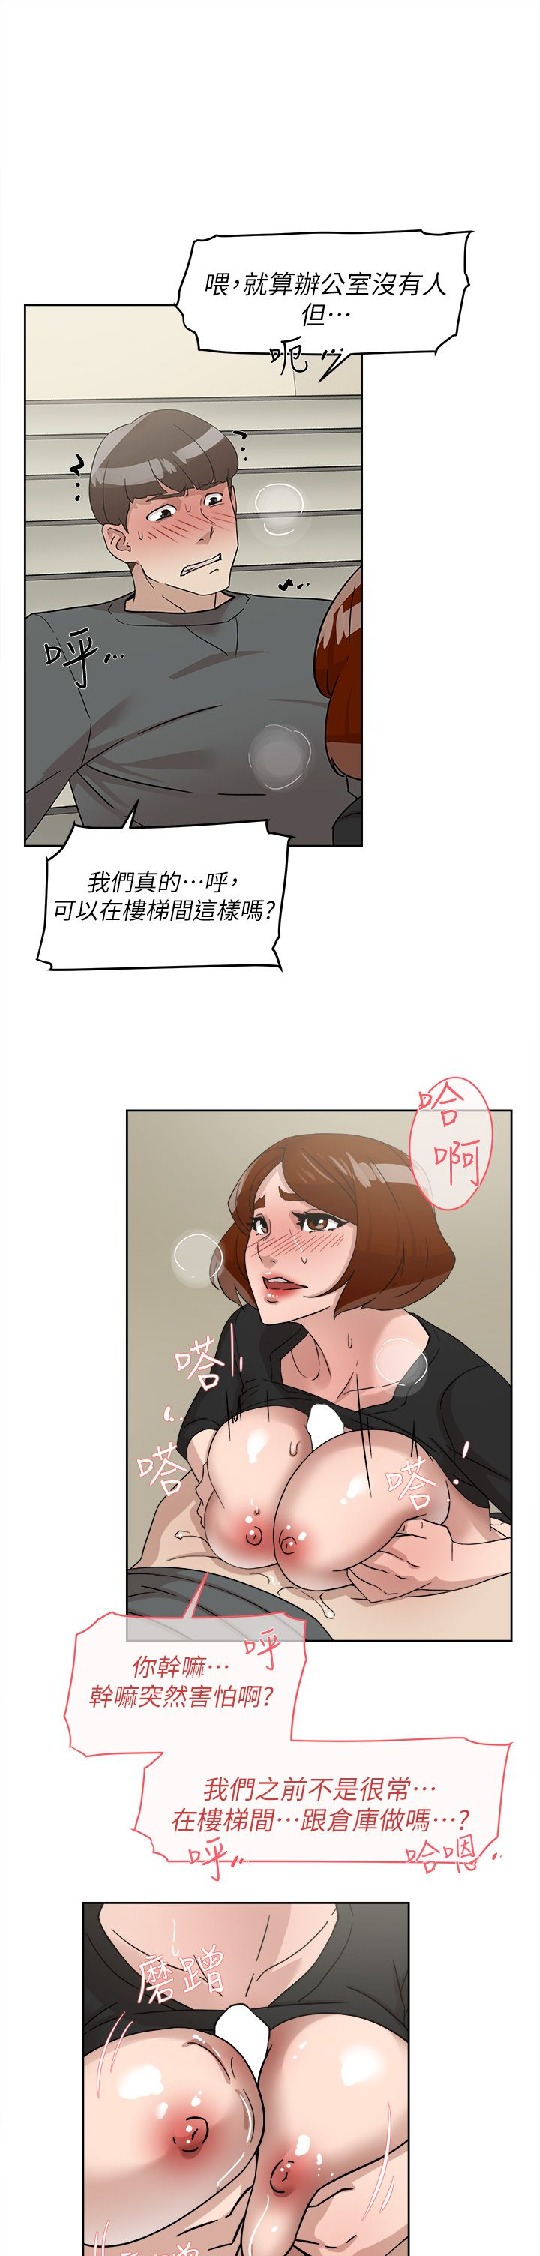 喂，就算辦公室沒有人
但…
呃
呼…
我們真的…呼，
可以在樓梯間這樣嗎?
哈
啊
嗒
嗒
嗒
你幹嘛…
幹嘛突然害怕啊?
呼
我們之前不是很常…
在樓梯間…跟倉庫做嗎…?
呼
哈嗯
磨蹭